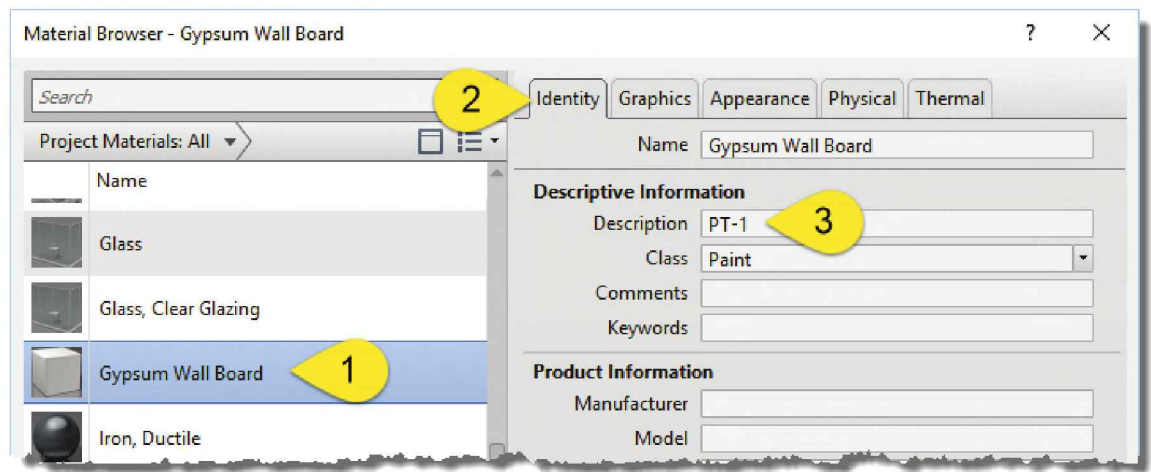 Material Browser - Gypsum Wall Board ? X
Search
2
Identity Graphics Appearance Physical Thermal
Project Materials: All
Name
Glass
Glass, Clear Glazing
Gypsum Wall Board
1
Iron, Ductile
Name Gypsum Wall Board
Descriptive Information
Description PT-1
3
Class Paint
Comments
Keywords
Product Information
Manufacturer
Model